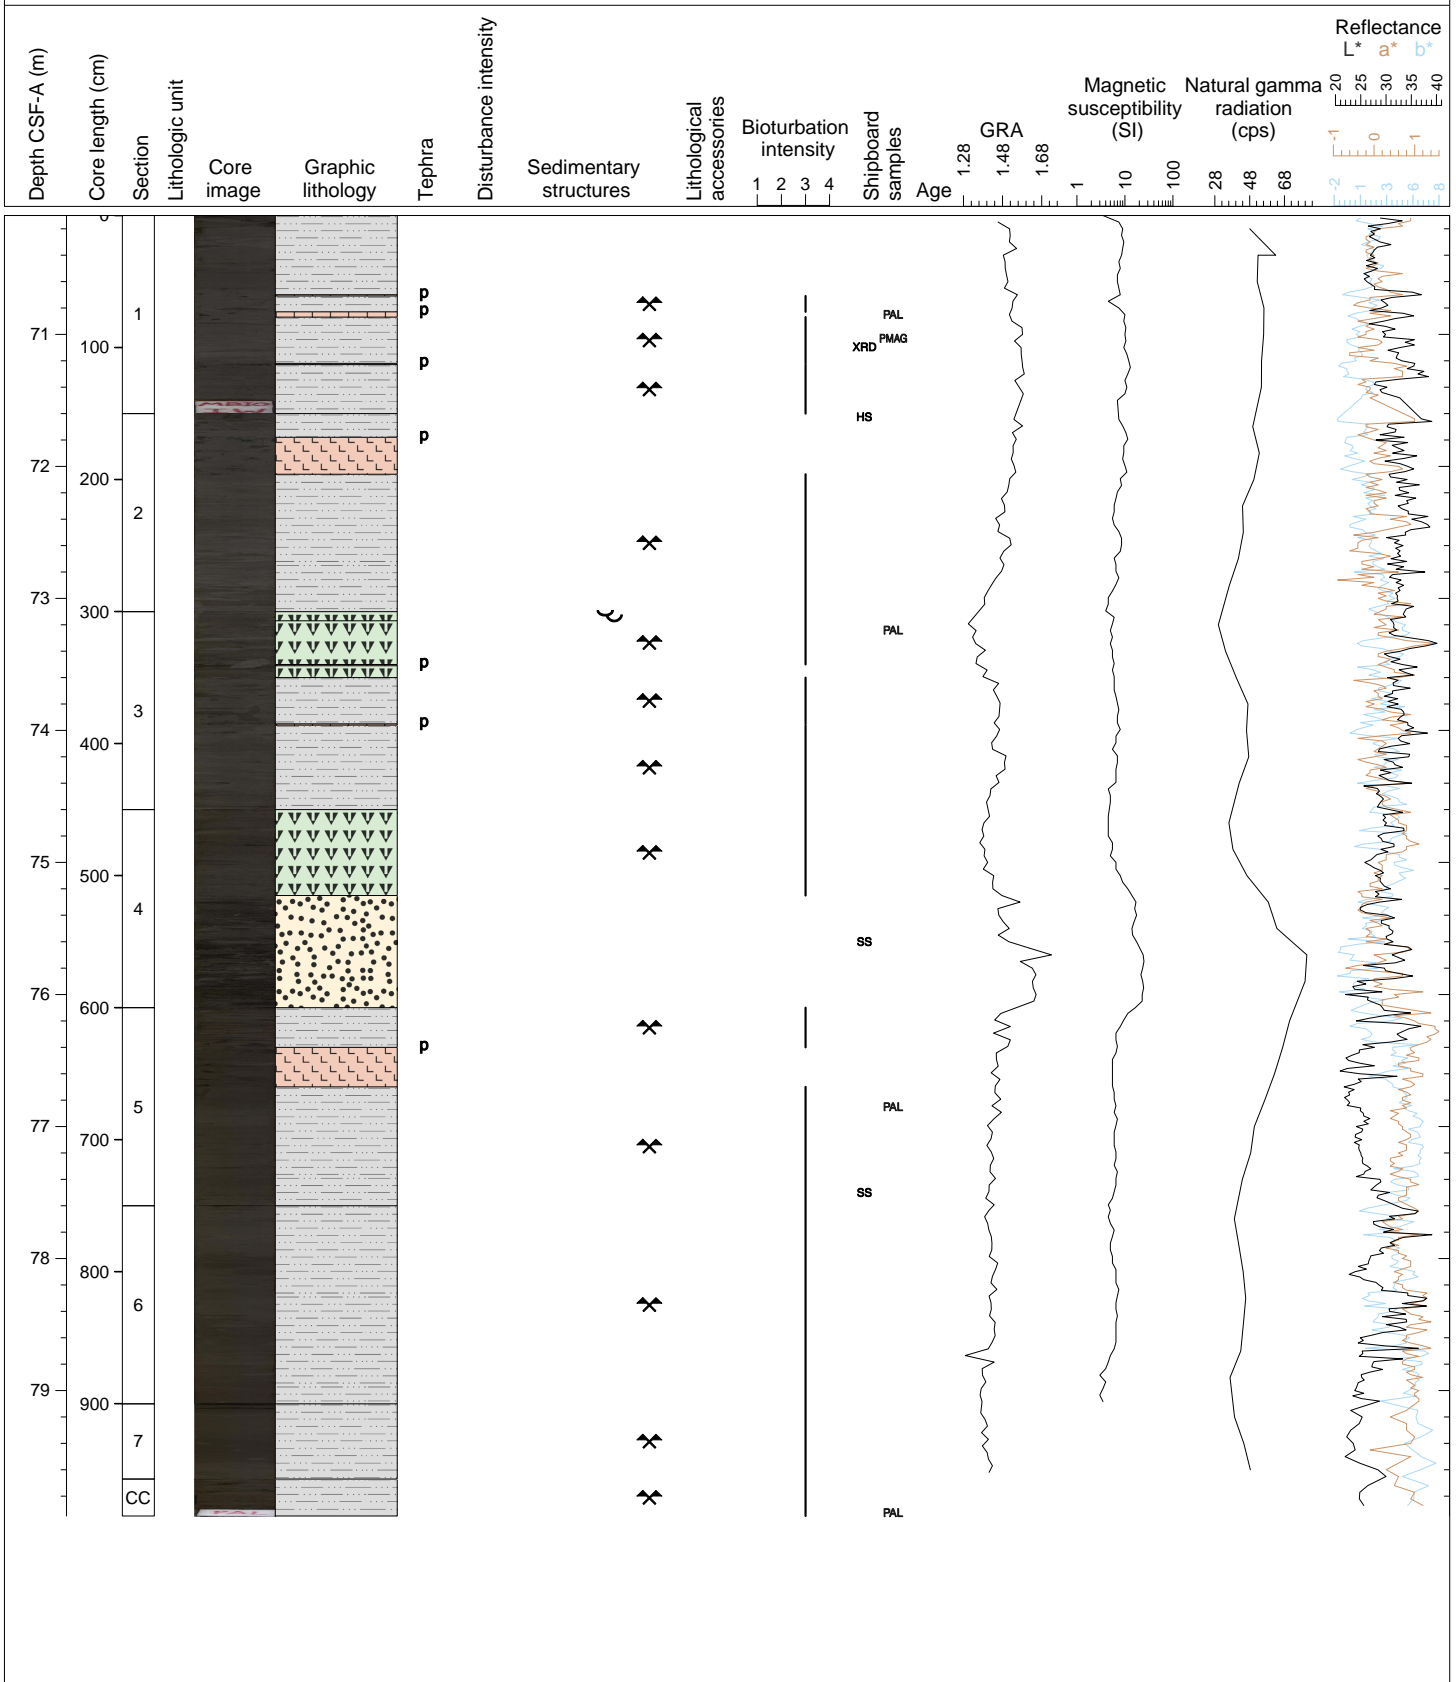 Depth CSF-A (m)
Core length (cm)
Section
Lithologic unit
Core image
Graphic lithology
Tephra
Disturbance intensity
Sedimentary structures
Lithological accessories
Bioturbation intensity
1 2 3 4
Shipboard samples
Age
GRA
1.28 1.48 1.68
Magnetic susceptibility (SI)
1 10 100
Natural gamma radiation (cps)
28 48 68
Reflectance
L* a* b*
20 25 30 35 40
-1 0 1
-2 1 3 6 8
0
p
1
p
PAL
71
PMAG
100
XRD
p
MBIO
IW
HS
p
72
200
2
73
300
PAL
p
3
p
74
400
75
500
4
SS
76
600
p
5
PAL
77
700
SS
78
800
6
79
900
7
CC
PAL
PAL